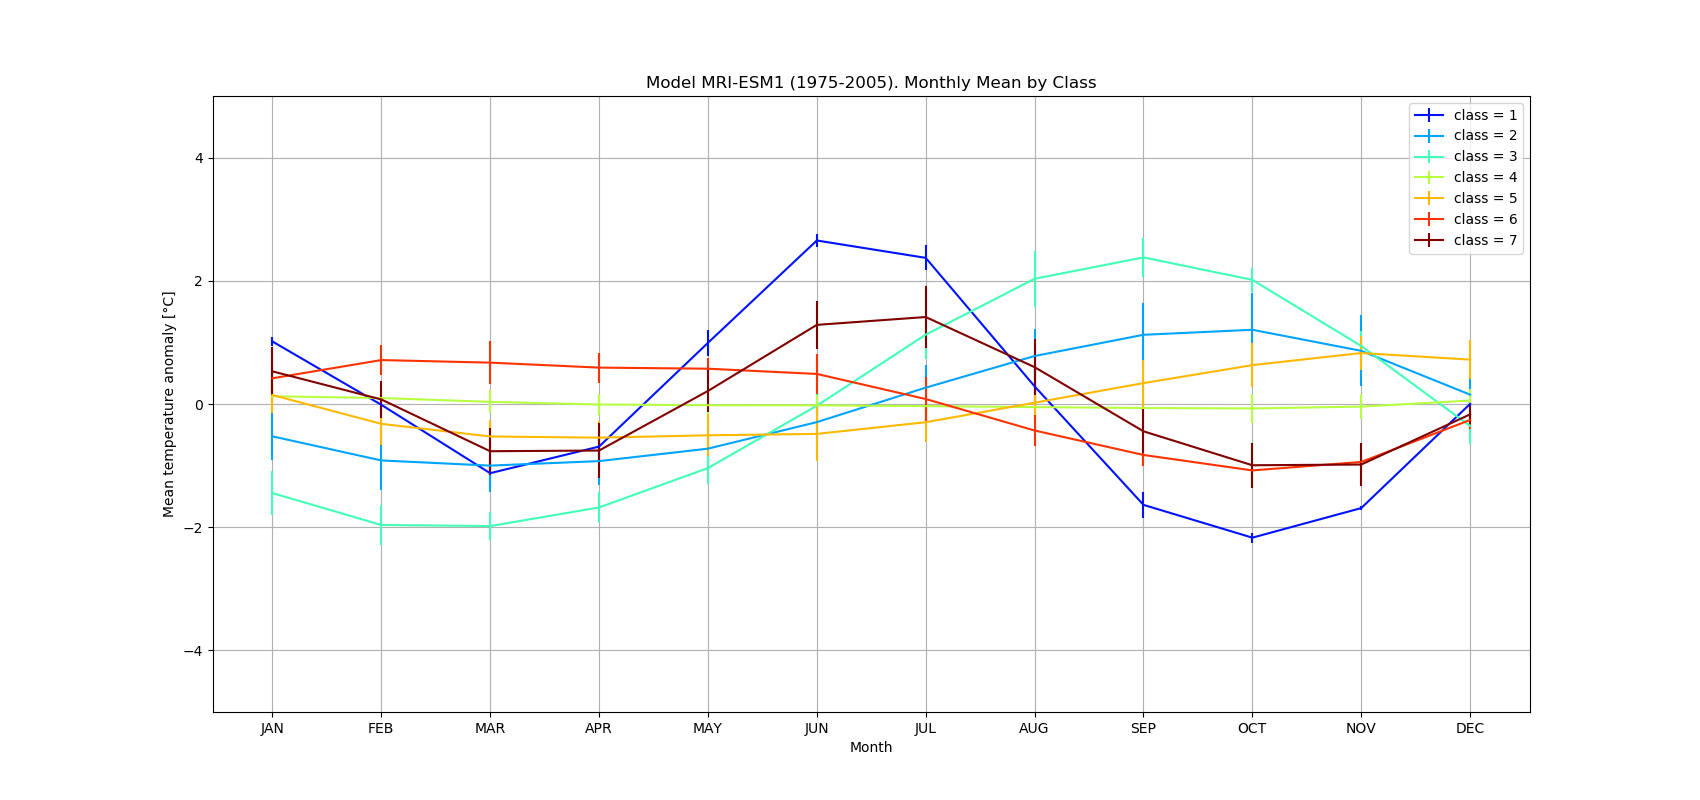 Model MRI-ESM1 (1975-2005). Monthly Mean by Class
class = 1
class = 2
class = 3
class = 4
class = 5
class = 6
class = 7
Mean temperature anomaly [°C]
4
2
0
−2
−4
JAN FEB MAR APR MAY JUN JUL AUG SEP OCT NOV DEC
Month